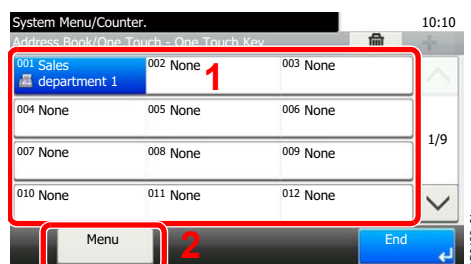 System Menu/Counter.
10:10
Address Book/One Touch - One Touch Key
001 Sales department 1
002 None
003 None
1
004 None
005 None
006 None
1/9
007 None
008 None
009 None
010 None
011 None
012 None
Menu
2
End